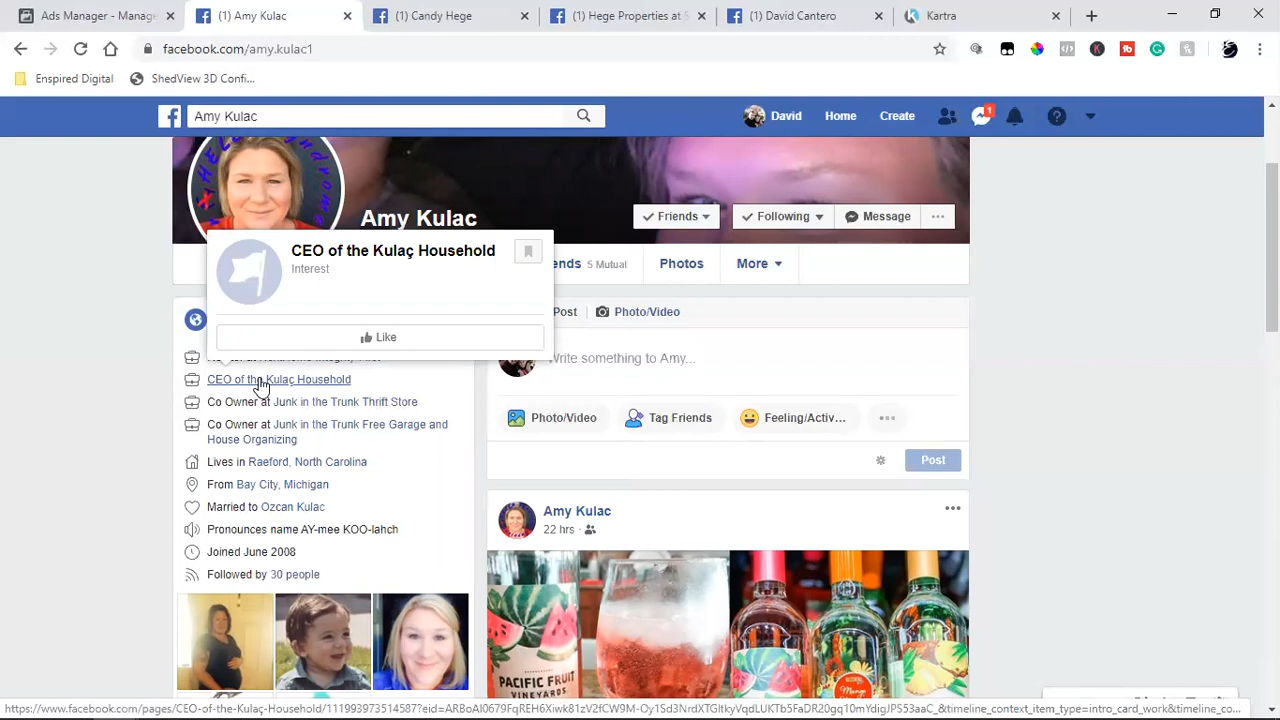 Ads Manager - Manage
(1) Amy Kulac
(1) Candy Hege
(1) Hege Properties at S
(1) David Cantero
Kartra
facebook.com/amy.kulac1
Enspired Digital
ShedView 3D Confi...
Amy Kulac
David
Home
Create
1
Amy Kulac
Friends
Following
Message
CEO of the Kulaç Household
Interest
Like
ends 5 Mutual
Photos
More
Post
Photo/Video
CEO of the Kulaç Household
Write something to Amy...
Co Owner at Junk in the Trunk Thrift Store
Co Owner at Junk in the Trunk Free Garage and
House Organizing
Photo/Video
Tag Friends
Feeling/Activ...
Lives in Raeford, North Carolina
Post
From Bay City, Michigan
Married to Ozcan Kulac
Pronounces name AY-mee KOO-lahch
Joined June 2008
Followed by 30 people
Amy Kulac
22 hrs
PACIFIC FRUIT
VINEYARDS